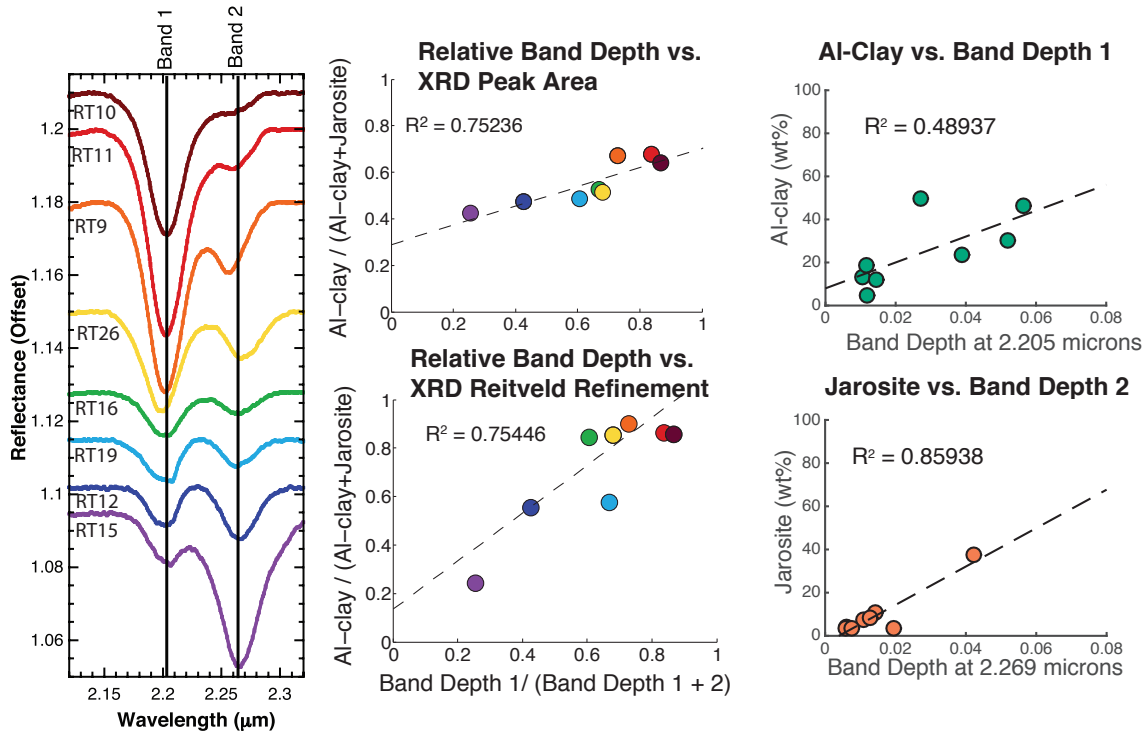 Band 1
Band 2
1.2
1.18
1.16
1.14
1.12
1.1
1.08
1.06
Reflectance (Offset)
RT10
RT11
RT9
RT26
RT16
RT19
RT12
RT15
2.15
2.2
2.25
2.3
Wavelength (μm)
Relative Band Depth vs.
XRD Peak Area
R² = 0.75236
Al−clay / (Al−clay+Jarosite)
1
0.8
0.6
0.4
0.2
0
0
0.2
0.4
0.6
0.8
1
Relative Band Depth vs.
XRD Reitveld Refinement
R² = 0.75446
Al−clay / (Al−clay+Jarosite)
1
0.8
0.6
0.4
0.2
0
0.2
0.4
0.6
0.8
1
Band Depth 1/ (Band Depth 1 + 2)
Al-Clay vs. Band Depth 1
R² = 0.48937
Al-clay (wt%)
100
80
60
40
20
0
0
0.02
0.04
0.06
0.08
Band Depth at 2.205 microns
Jarosite vs. Band Depth 2
R² = 0.85938
Jarosite (wt%)
100
80
60
40
20
0
0
0.02
0.04
0.06
0.08
Band Depth at 2.269 microns